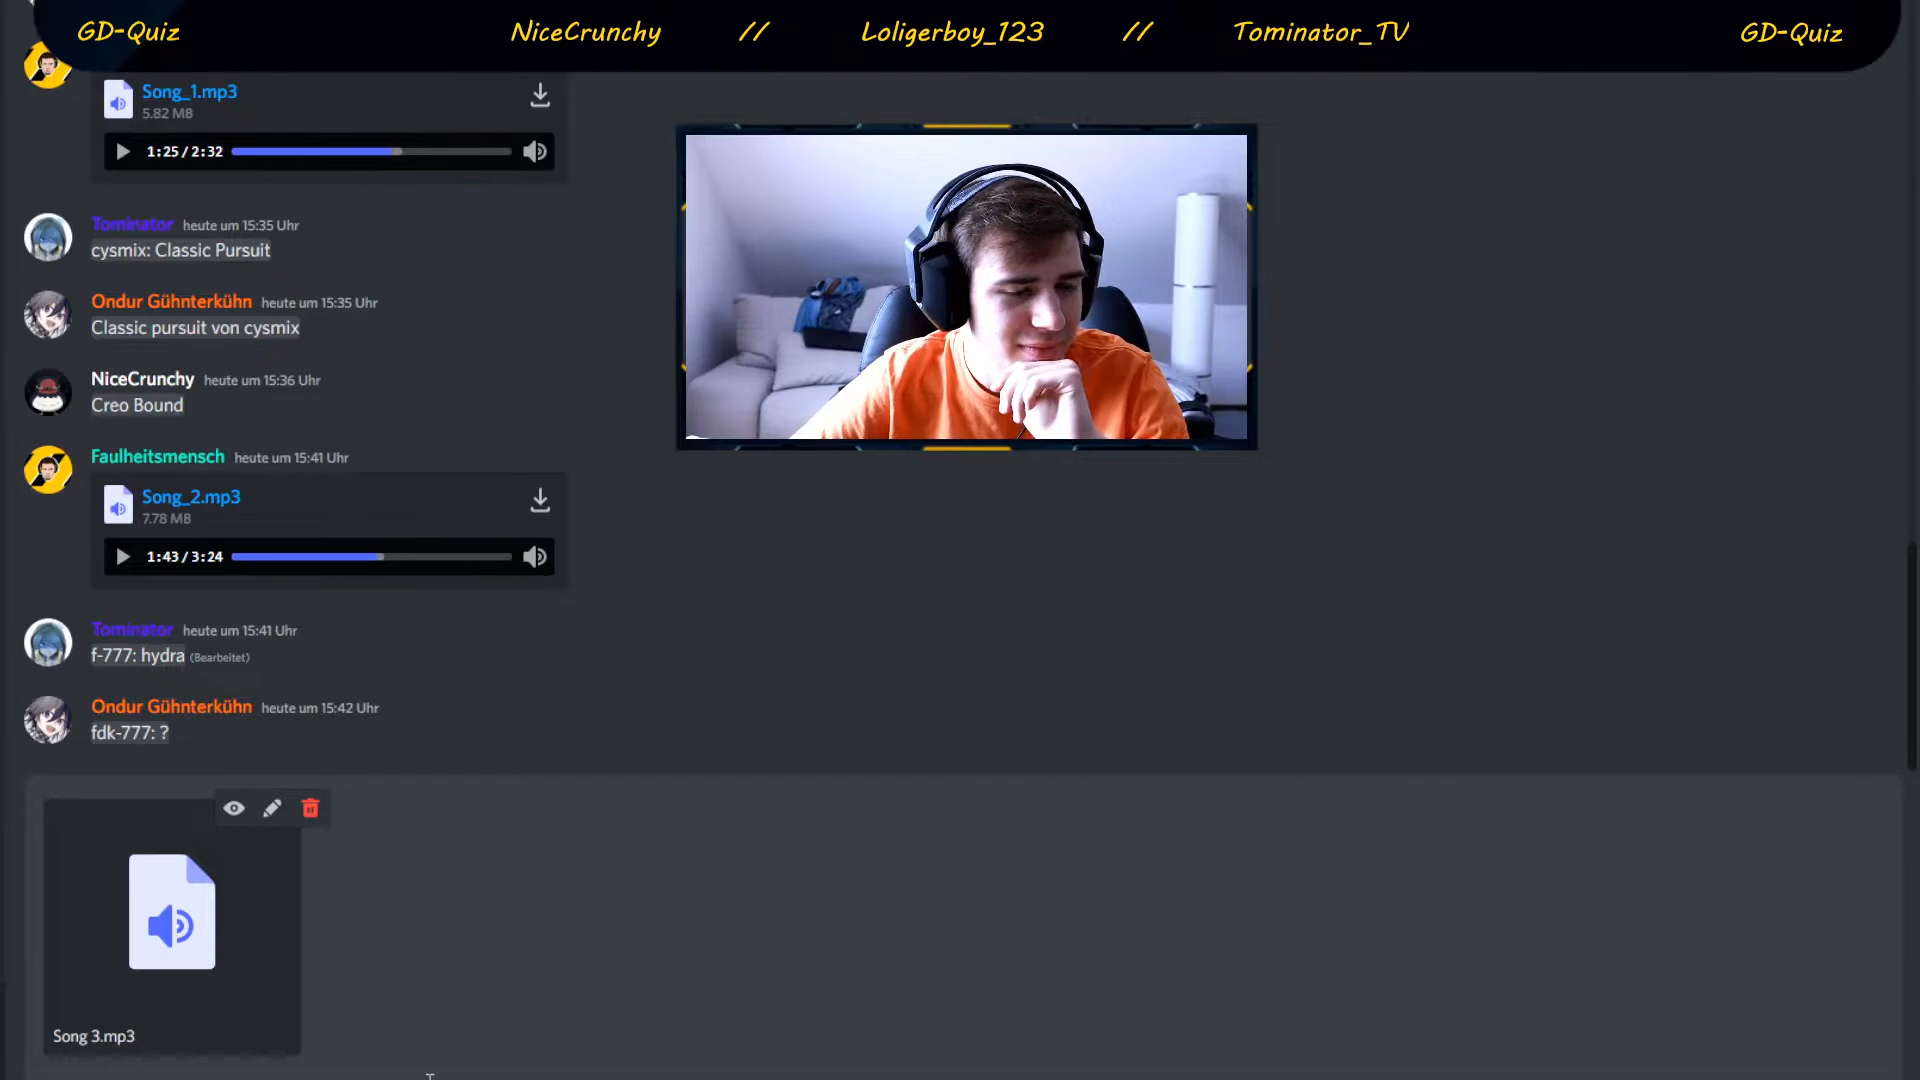 GD-Quiz NiceCrunchy // Loligerboy_123 // Tominator_TV GD-Quiz
Song_1.mp3
5.82 MB
1:25 / 2:32
Tominator heute um 15:35 Uhr
cysmix: Classic Pursuit
Ondur Gühnterkühn heute um 15:35 Uhr
Classic pursuit von cysmix
NiceCrunchy heute um 15:36 Uhr
Creo Bound
Faulheitsmensch heute um 15:41 Uhr
Song_2.mp3
7.78 MB
1:43 / 3:24
Tominator heute um 15:41 Uhr
f-777: hydra (Bearbeitet)
Ondur Gühnterkühn heute um 15:42 Uhr
fdk-777: ?
Song 3.mp3